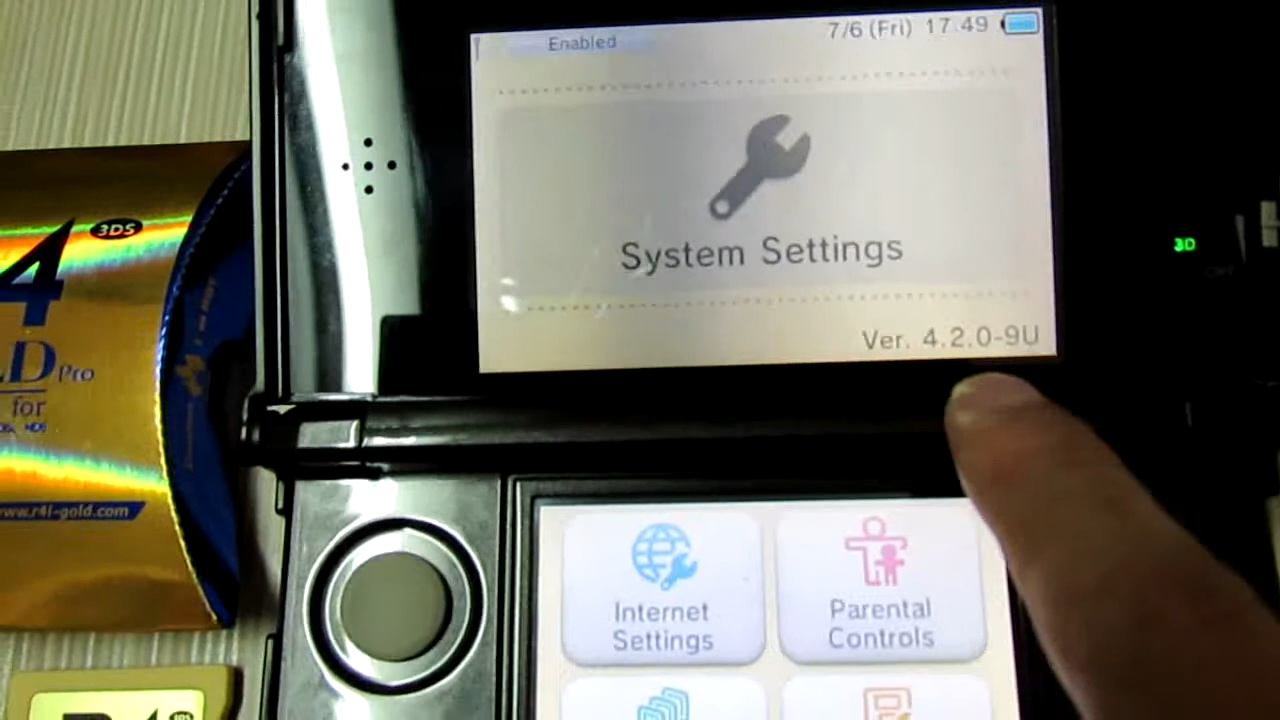 Enabled
7/6 (Fri) 17:49
System Settings
Ver. 4.2.0-9U
3D
Internet
Settings
Parental
Controls
4
3DS
Pro
for
www.r4i-gold.com